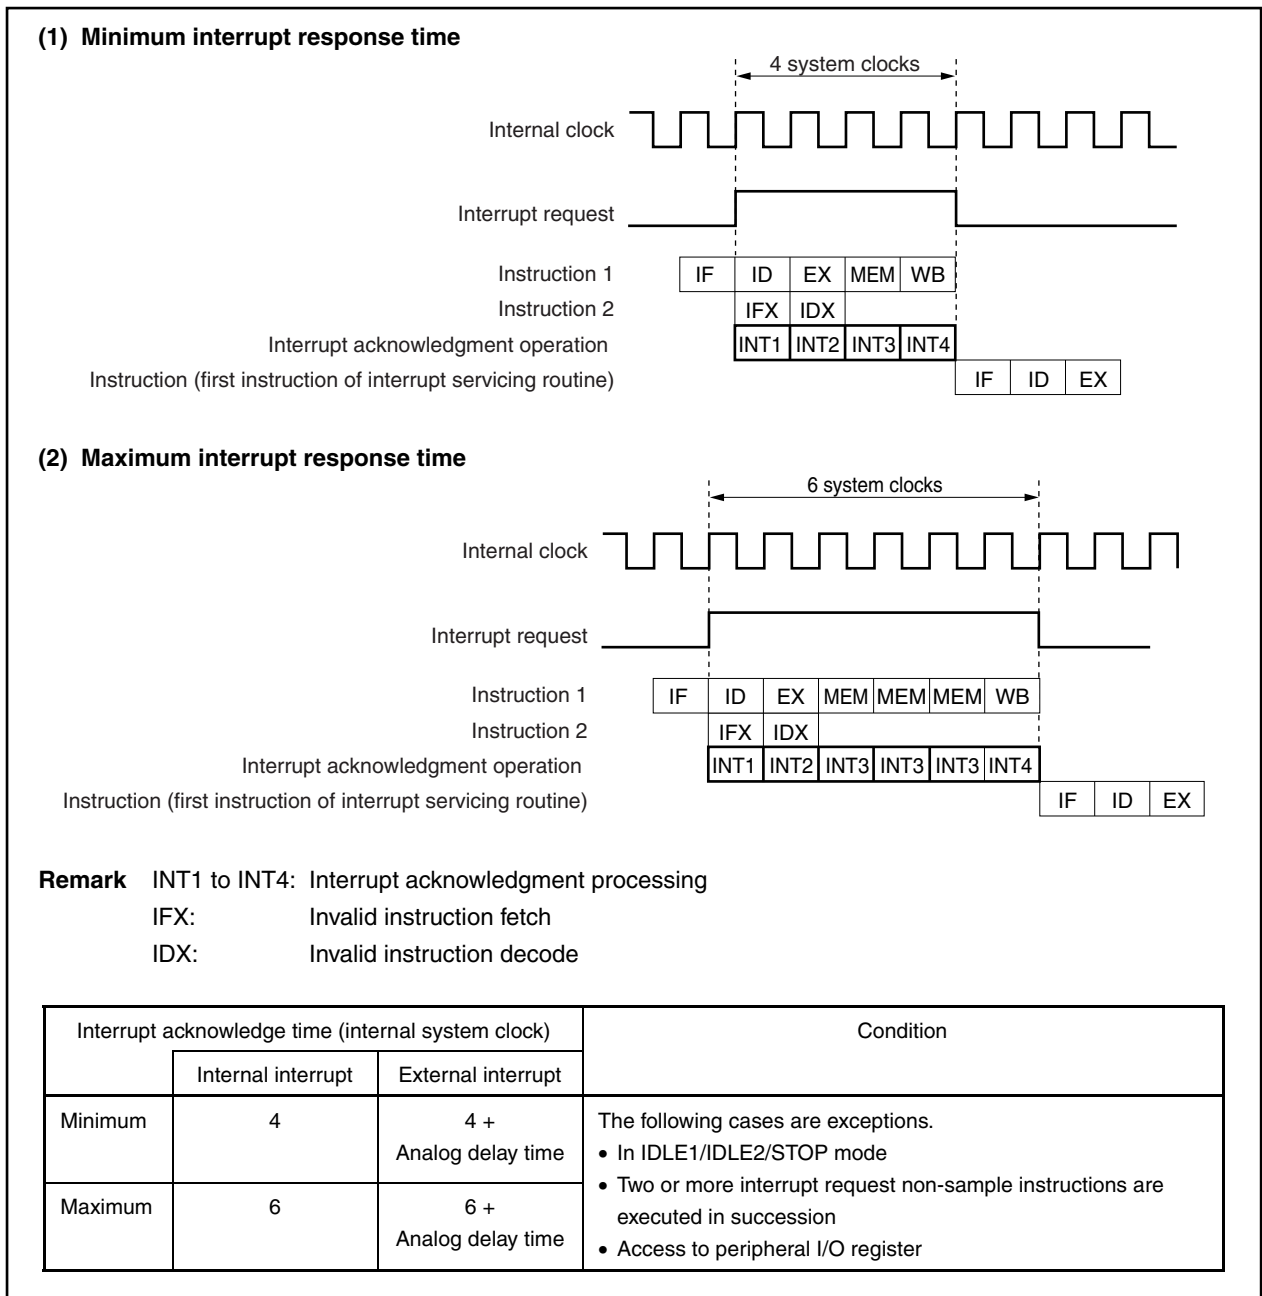 (1) Minimum interrupt response time
4 system clocks
Internal clock
Interrupt request
Instruction 1 IF ID EX MEM WB
Instruction 2 IFX IDX
Interrupt acknowledgment operation INT1 INT2 INT3 INT4
Instruction (first instruction of interrupt servicing routine) IF ID EX
(2) Maximum interrupt response time
6 system clocks
Internal clock
Interrupt request
Instruction 1 IF ID EX MEM MEM MEM WB
Instruction 2 IFX IDX
Interrupt acknowledgment operation INT1 INT2 INT3 INT3 INT3 INT4
Instruction (first instruction of interrupt servicing routine) IF ID EX
Remark INT1 to INT4: Interrupt acknowledgment processing
IFX: Invalid instruction fetch
IDX: Invalid instruction decode
Interrupt acknowledge time (internal system clock) Condition
Internal interrupt External interrupt
Minimum 4 4 +
Analog delay time
Maximum 6 6 +
Analog delay time
The following cases are exceptions.
• In IDLE1/IDLE2/STOP mode
• Two or more interrupt request non-sample instructions are
executed in succession
• Access to peripheral I/O register